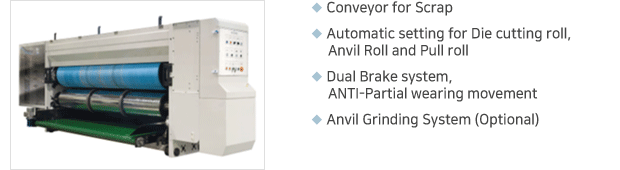 Conveyor for Scrap
Automatic setting for Die cutting roll,
Anvil Roll and Pull roll
Dual Brake system,
ANTI-Partial wearing movement
Anvil Grinding System (Optional)